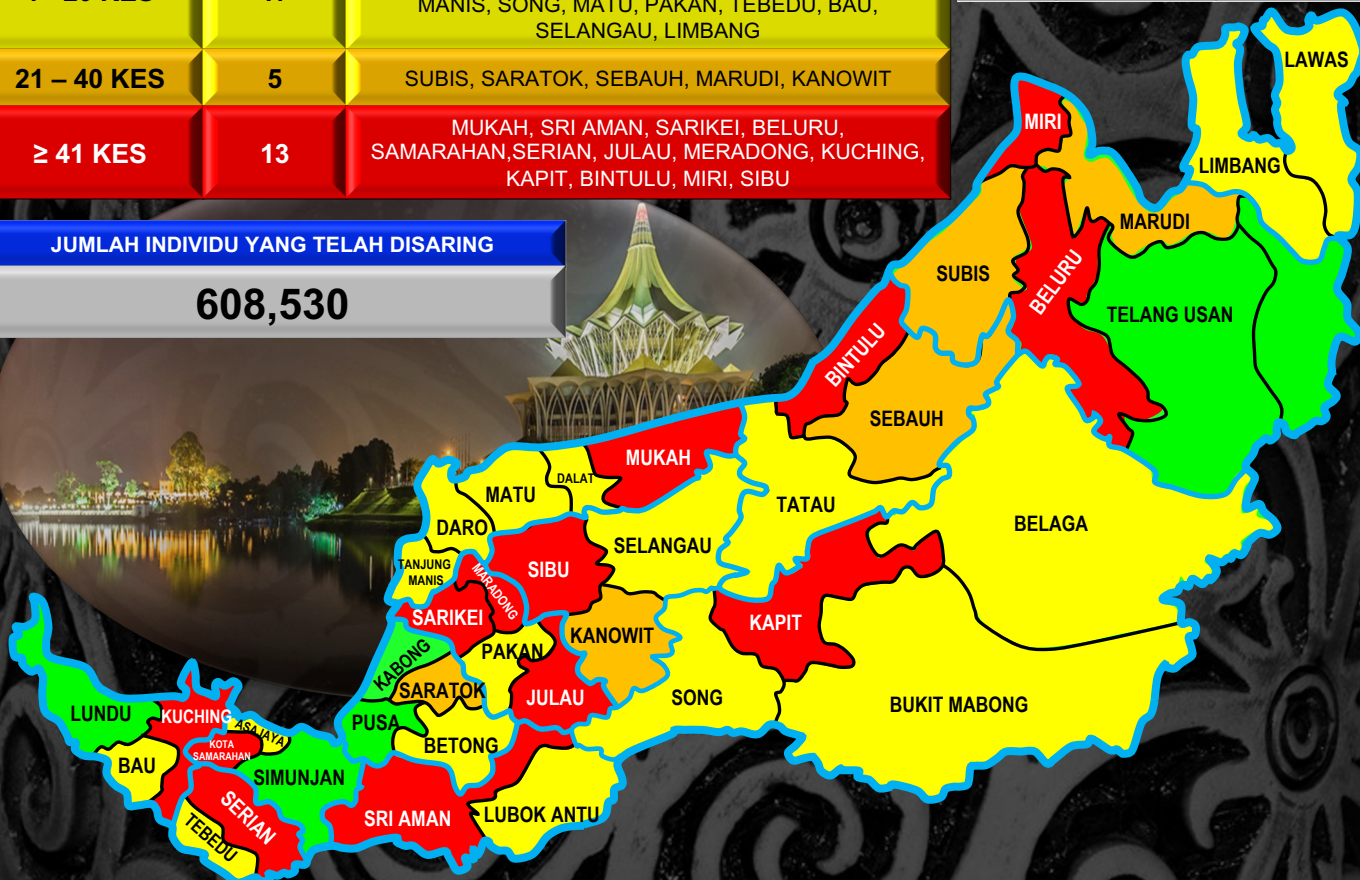 MANIS, SONG, MATU, PAKAN, TEBEDU, BAU,
SELANGAU, LIMBANG
21 – 40 KES
5
SUBIS, SARATOK, SEBAUH, MARUDI, KANOWIT
≥ 41 KES
13
MUKAH, SRI AMAN, SARIKEI, BELURU,
SAMARAHAN,SERIAN, JULAU, MERADONG, KUCHING,
KAPIT, BINTULU, MIRI, SIBU
JUMLAH INDIVIDU YANG TELAH DISARING
608,530
LAWAS
MIRI
LIMBANG
MARUDI
SUBIS
BELURU
TELANG USAN
BINTULU
SEBAUH
MUKAH
DALAT
MATU
TATAU
DARO
BELAGA
SELANGAU
TANJUNG
MANIS
SIBU
MARADONG
SARIKEI
KAPIT
KANOWIT
PAKAN
KABONG
SARATOK
JULAU
SONG
BUKIT MABONG
LUNDU
KUCHING
PUSA
ASAJAYA
BETONG
KOTA
SAMARAHAN
BAU
SIMUNJAN
SERIAN
SRI AMAN
LUBOK ANTU
TEBEDU